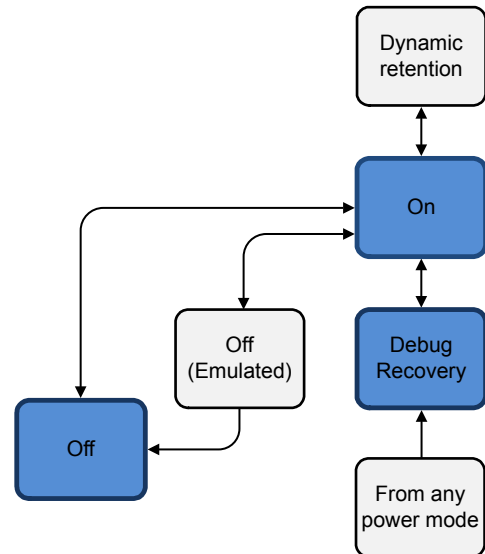 Dynamic
retention
On
Off
(Emulated)
Debug
Recovery
Off
From any
power mode